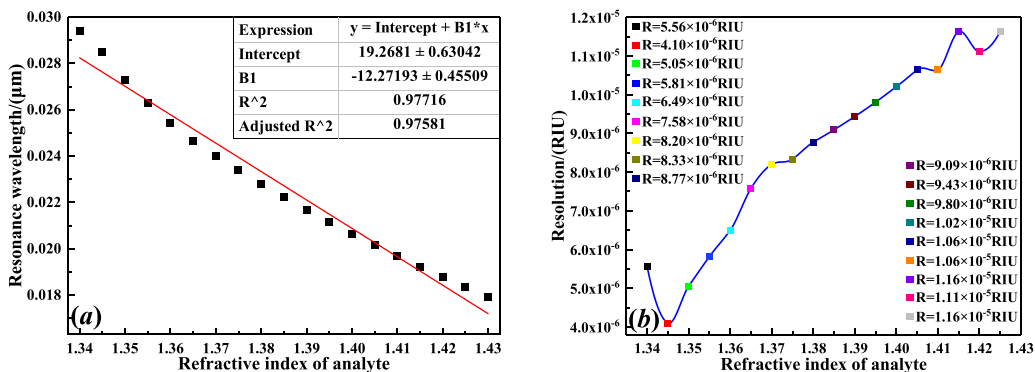 0.030
0.028
0.026
0.024
0.022
0.020
0.018
Resonance wavelength/(μm)
Expression y = Intercept + B1*x
Intercept 19.2681 ± 0.63042
B1 -12.27193 ± 0.45509
R^2 0.97716
Adjusted R^2 0.97581
(a)
1.34 1.35 1.36 1.37 1.38 1.39 1.40 1.41 1.42 1.43
Refractive index of analyte
1.2x10⁻⁵
1.1x10⁻⁵
1.0x10⁻⁵
9.0x10⁻⁶
8.0x10⁻⁶
7.0x10⁻⁶
6.0x10⁻⁶
5.0x10⁻⁶
4.0x10⁻⁶
Resolution/(RIU)
R=5.56×10⁻⁶RIU
R=4.10×10⁻⁶RIU
R=5.05×10⁻⁶RIU
R=5.81×10⁻⁶RIU
R=6.49×10⁻⁶RIU
R=7.58×10⁻⁶RIU
R=8.20×10⁻⁶RIU
R=8.33×10⁻⁶RIU
R=8.77×10⁻⁶RIU
R=9.09×10⁻⁶RIU
R=9.43×10⁻⁶RIU
R=9.80×10⁻⁶RIU
R=1.02×10⁻⁵RIU
R=1.06×10⁻⁵RIU
R=1.06×10⁻⁵RIU
R=1.16×10⁻⁵RIU
R=1.11×10⁻⁵RIU
R=1.16×10⁻⁵RIU
(b)
1.34 1.35 1.36 1.37 1.38 1.39 1.40 1.41 1.42 1.43
Refractive index of analyte